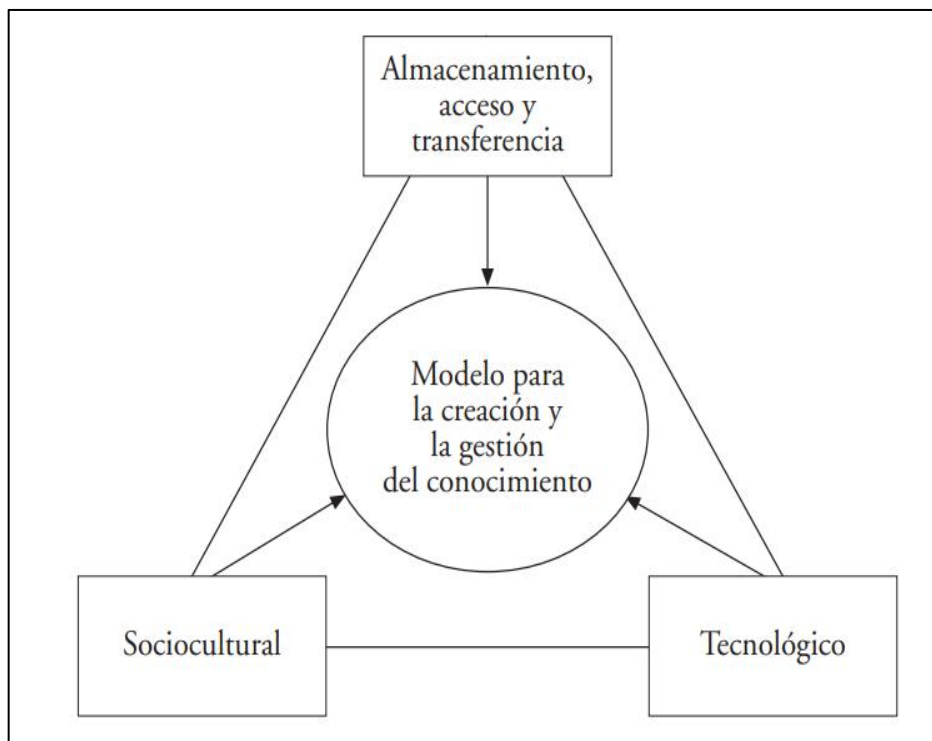 Almacenamiento,
acceso y
transferencia
Modelo para
la creación y
la gestión
del conocimiento
Sociocultural
Tecnológico